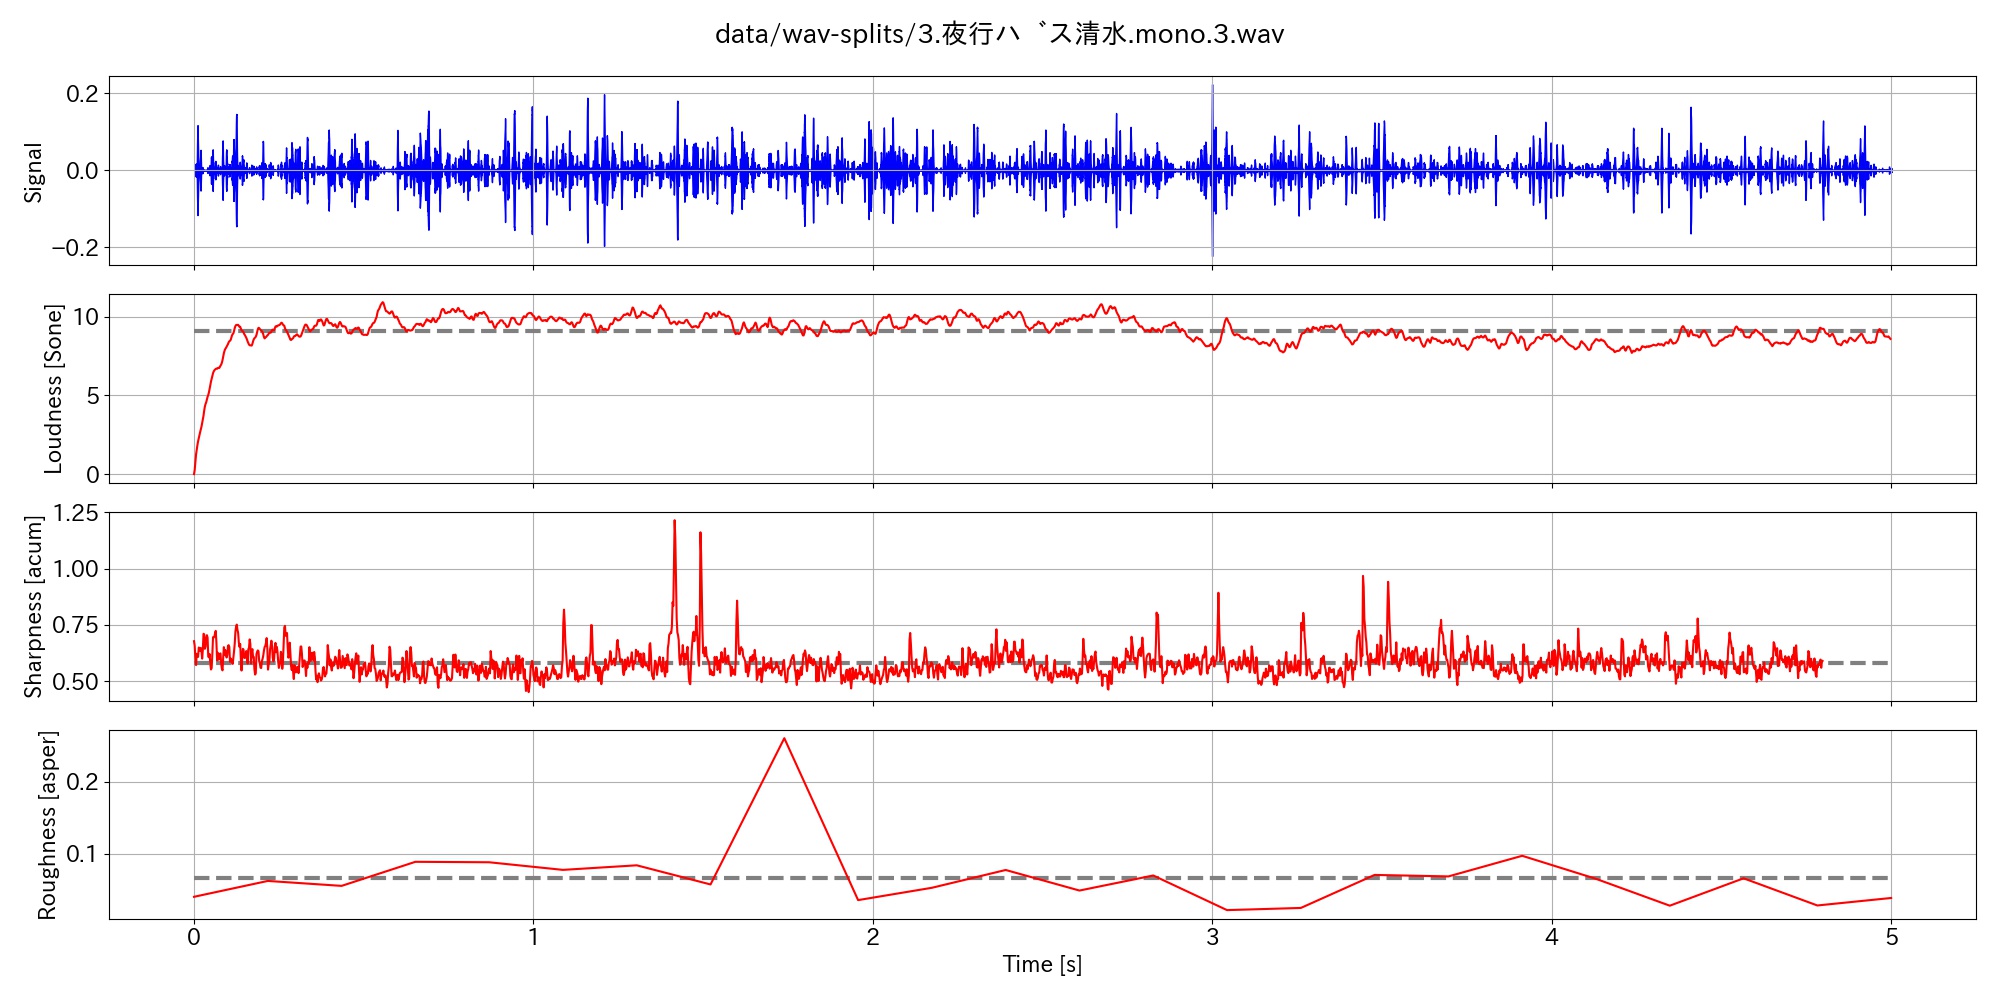 data/wav-splits/3.夜行バス清水.mono.3.wav
Signal
0.2
0.0
−0.2
Loudness [Sone]
10
5
0
Sharpness [acum]
1.25
1.00
0.75
0.50
Roughness [asper]
0.2
0.1
0 1 2 3 4 5
Time [s]